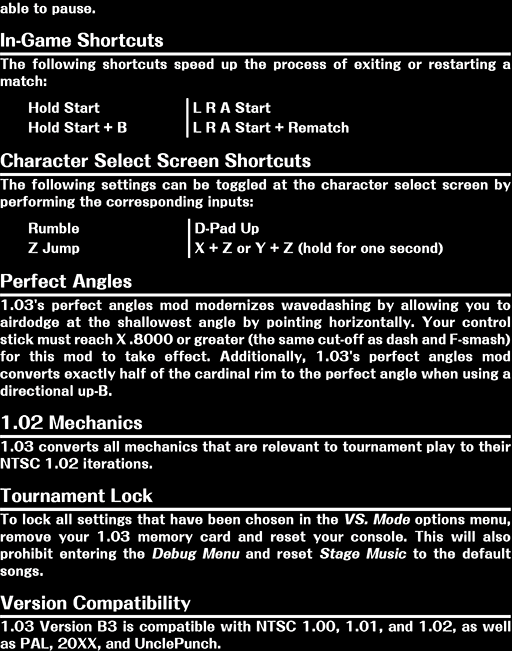 able to pause.
In-Game Shortcuts
The following shortcuts speed up the process of exiting or restarting a
match:
Hold Start L R A Start
Hold Start + B L R A Start + Rematch
Character Select Screen Shortcuts
The following settings can be toggled at the character select screen by
performing the corresponding inputs:
Rumble D-Pad Up
Z Jump X + Z or Y + Z (hold for one second)
Perfect Angles
1.03's perfect angles mod modernizes wavedashing by allowing you to
airdodge at the shallowest angle by pointing horizontally. Your control
stick must reach X .8000 or greater (the same cut-off as dash and F-smash)
for this mod to take effect. Additionally, 1.03's perfect angles mod
converts exactly half of the cardinal rim to the perfect angle when using a
directional up-B.
1.02 Mechanics
1.03 converts all mechanics that are relevant to tournament play to their
NTSC 1.02 iterations.
Tournament Lock
To lock all settings that have been chosen in the VS. Mode options menu,
remove your 1.03 memory card and reset your console. This will also
prohibit entering the Debug Menu and reset Stage Music to the default
songs.
Version Compatibility
1.03 Version B3 is compatible with NTSC 1.00, 1.01, and 1.02, as well
as PAL, 20XX, and UnclePunch.